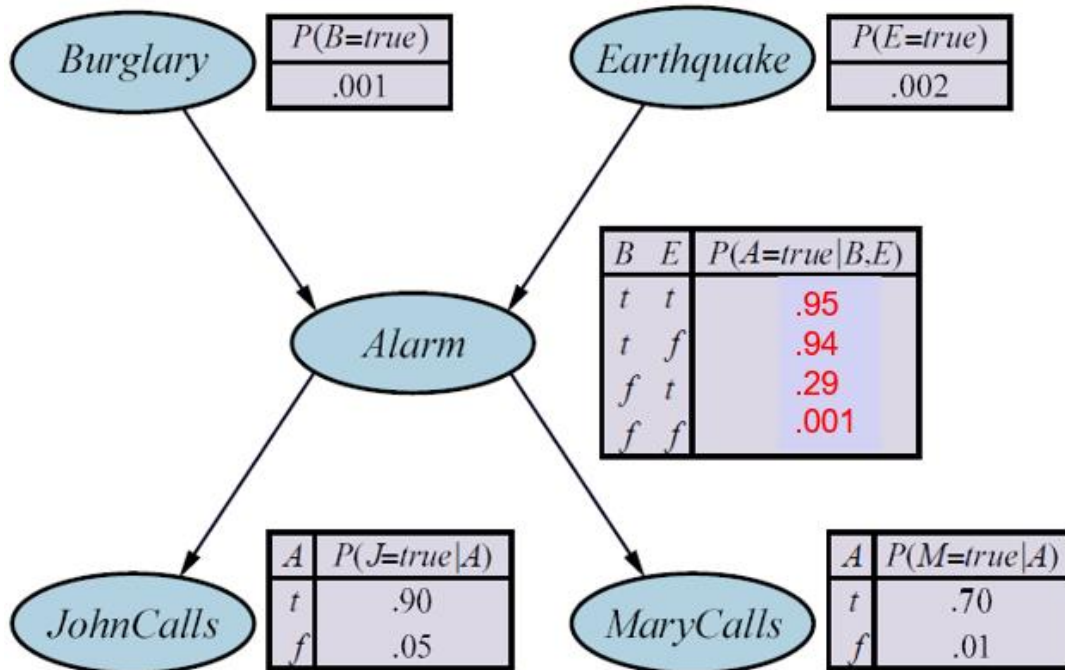 Burglary
P(B=true)
.001
Earthquake
P(E=true)
.002
Alarm
B E P(A=true|B,E)
t t .95
t f .94
f t .29
f f .001
JohnCalls
A P(J=true|A)
t .90
f .05
MaryCalls
A P(M=true|A)
t .70
f .01